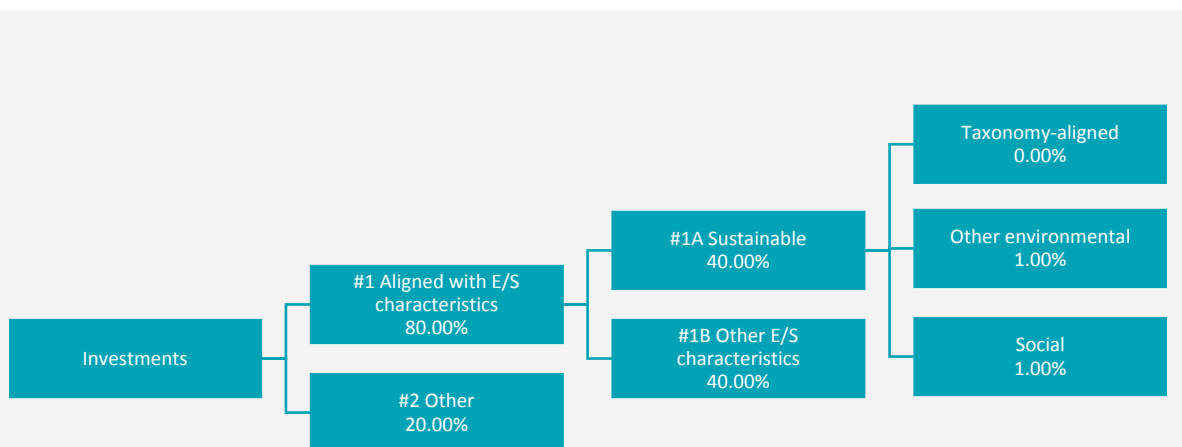 Investments
#1 Aligned with E/S
characteristics
80.00%
#2 Other
20.00%
#1A Sustainable
40.00%
#1B Other E/S
characteristics
40.00%
Taxonomy-aligned
0.00%
Other environmental
1.00%
Social
1.00%